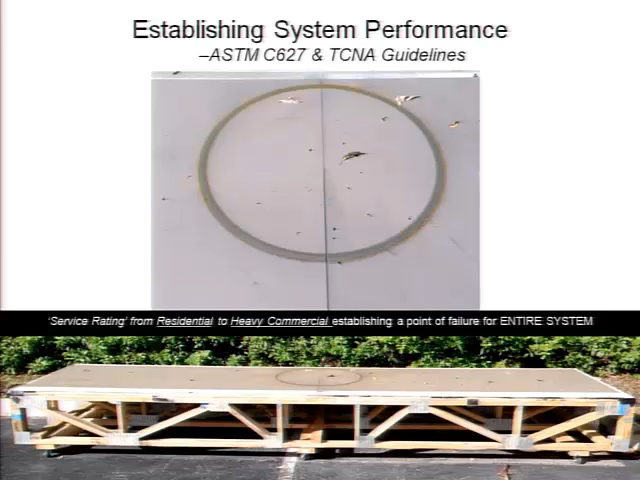 Establishing System Performance
–ASTM C627 & TCNA Guidelines
'Service Rating' from Residential to Heavy Commercial establishing a point of failure for ENTIRE SYSTEM